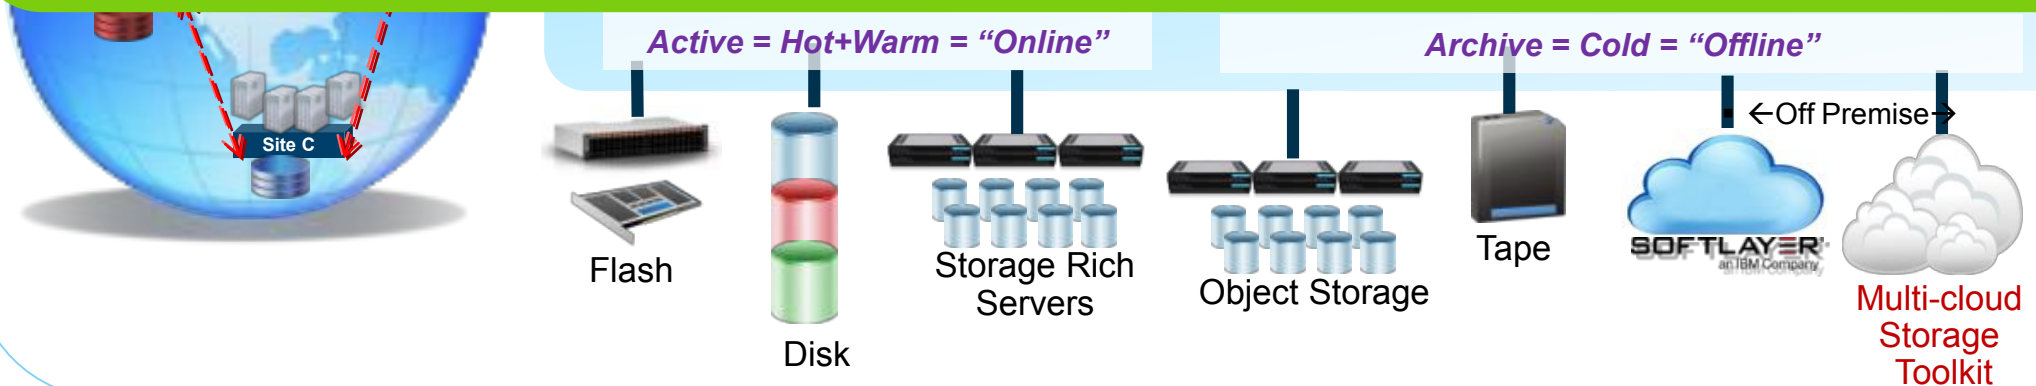 Active = Hot+Warm = “Online”
Archive = Cold = “Offline”
←Off Premise→
Site C
SOFTLAYER
an IBM Company
Flash
Disk
Storage Rich
Servers
Object Storage
Tape
Multi-cloud
Storage
Toolkit